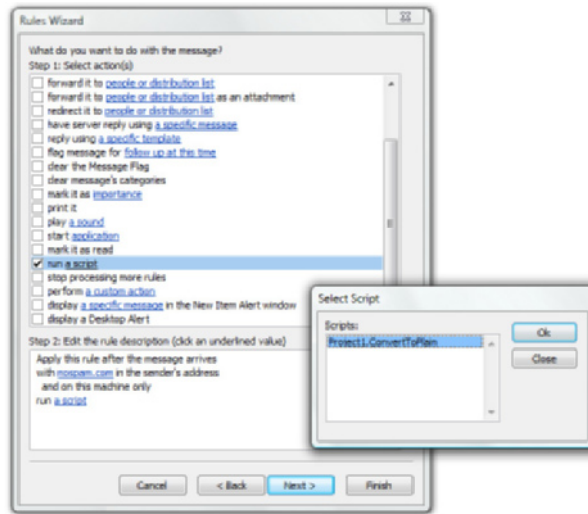 Rules Wizard
What do you want to do with the message?
Step 1: Select action(s)
forward it to people or distribution list
forward it to people or distribution list as an attachment
redirect it to people or distribution list
have server reply using a specific message
reply using a specific template
flag message for follow up at this time
clear the Message Flag
clear message's categories
mark it as importance
print it
play a sound
start application
mark it as read
run a script
stop processing more rules
perform a custom action
display a specific message in the New Item Alert window
display a Desktop Alert
Step 2: Edit the rule description (click an underlined value)
Apply this rule after the message arrives
with nospam.com in the sender's address
and on this machine only
run a script
Cancel
< Back
Next >
Finish
Select Script
Scripts:
Project1.ConvertToPlain
Ok
Close